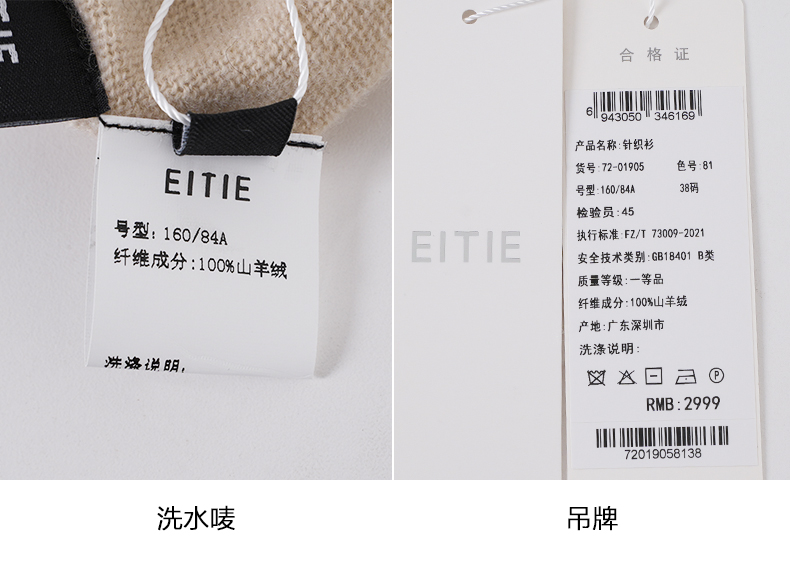 EITIE
号型: 160/84A
纤维成分:100%山羊绒
洗涤说明:
EITIE
合格证
6 943050 346169
产品名称:针织衫
货号:72-01905 色号:81
号型:160/84A 38码
检验员:45
执行标准:FZ/T 73009-2021
安全技术类别:GB18401 B类
质量等级:一等品
纤维成分:100%山羊绒
产地:广东深圳市
洗涤说明:
P
RMB:2999
72019058138
洗水唛
吊牌